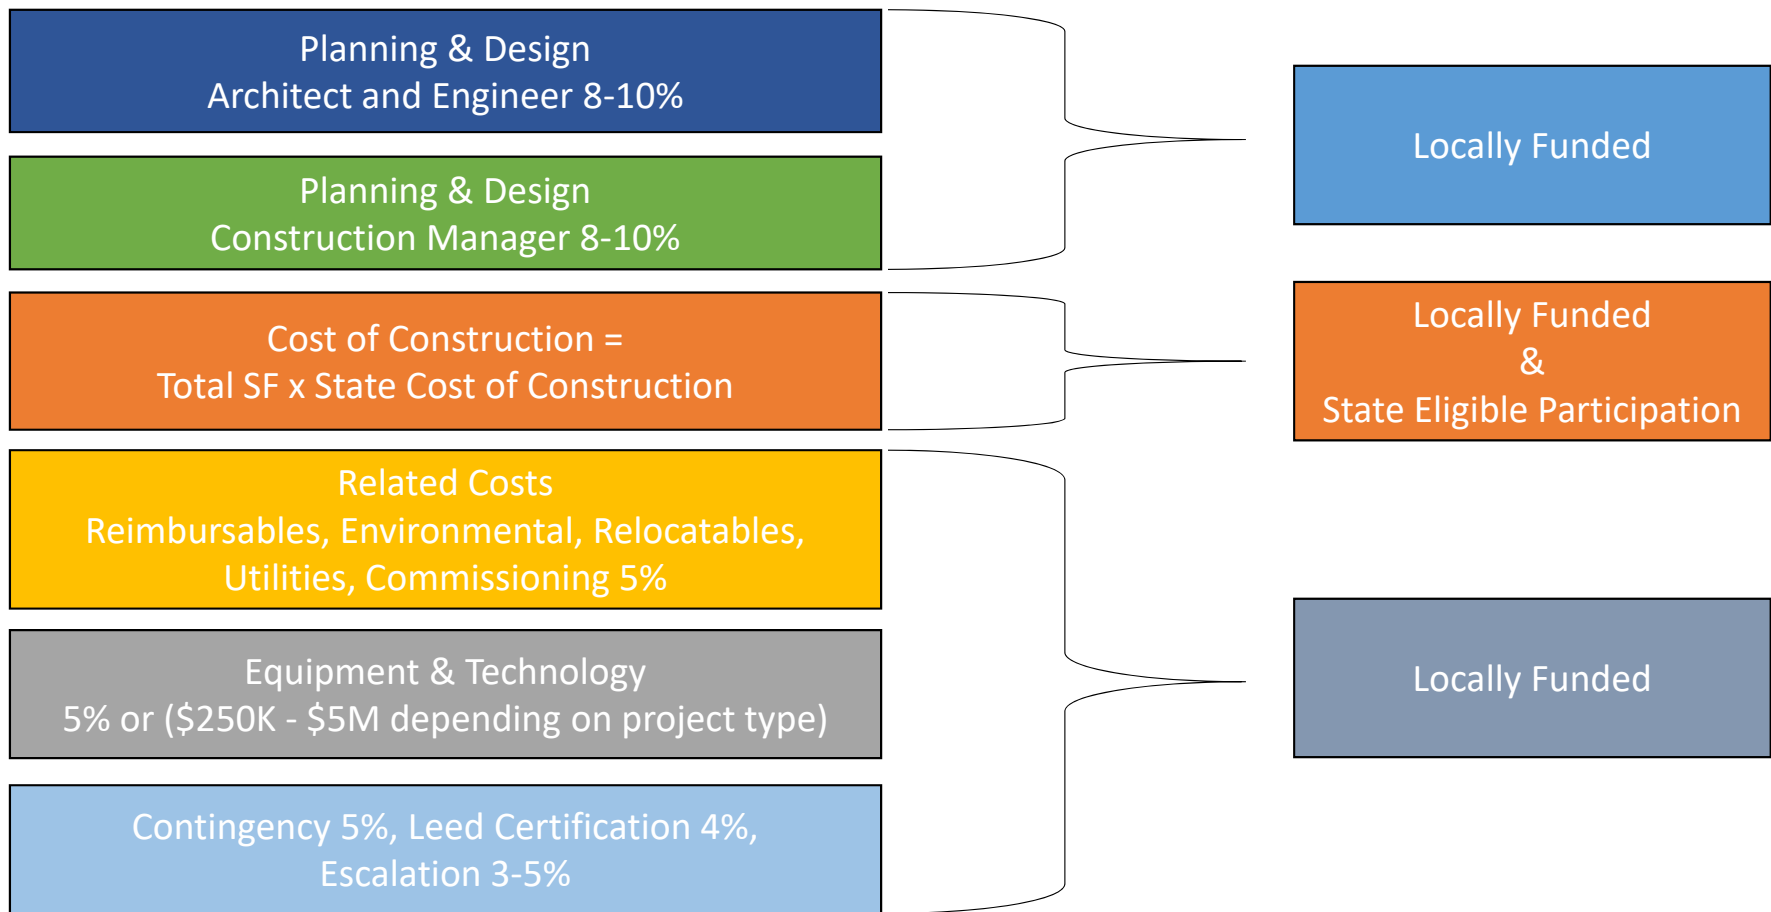 Planning & Design
Architect and Engineer 8-10%
Planning & Design
Construction Manager 8-10%
Cost of Construction =
Total SF x State Cost of Construction
Related Costs
Reimbursables, Environmental, Relocatables,
Utilities, Commissioning 5%
Equipment & Technology
5% or ($250K - $5M depending on project type)
Contingency 5%, Leed Certification 4%,
Escalation 3-5%
Locally Funded
Locally Funded
&
State Eligible Participation
Locally Funded